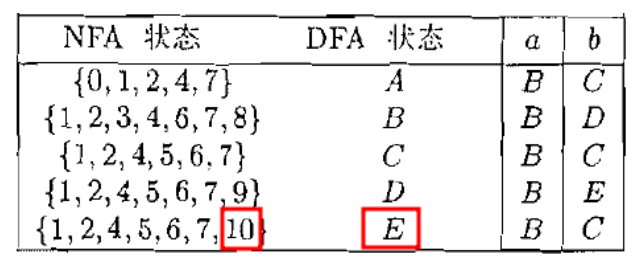 NFA 状态 DFA 状态 a b
{0, 1, 2, 4, 7} A B C
{1, 2, 3, 4, 6, 7, 8} B B D
{1, 2, 4, 5, 6, 7} C B C
{1, 2, 4, 5, 6, 7, 9} D B E
{1, 2, 4, 5, 6, 7, 10} E B C